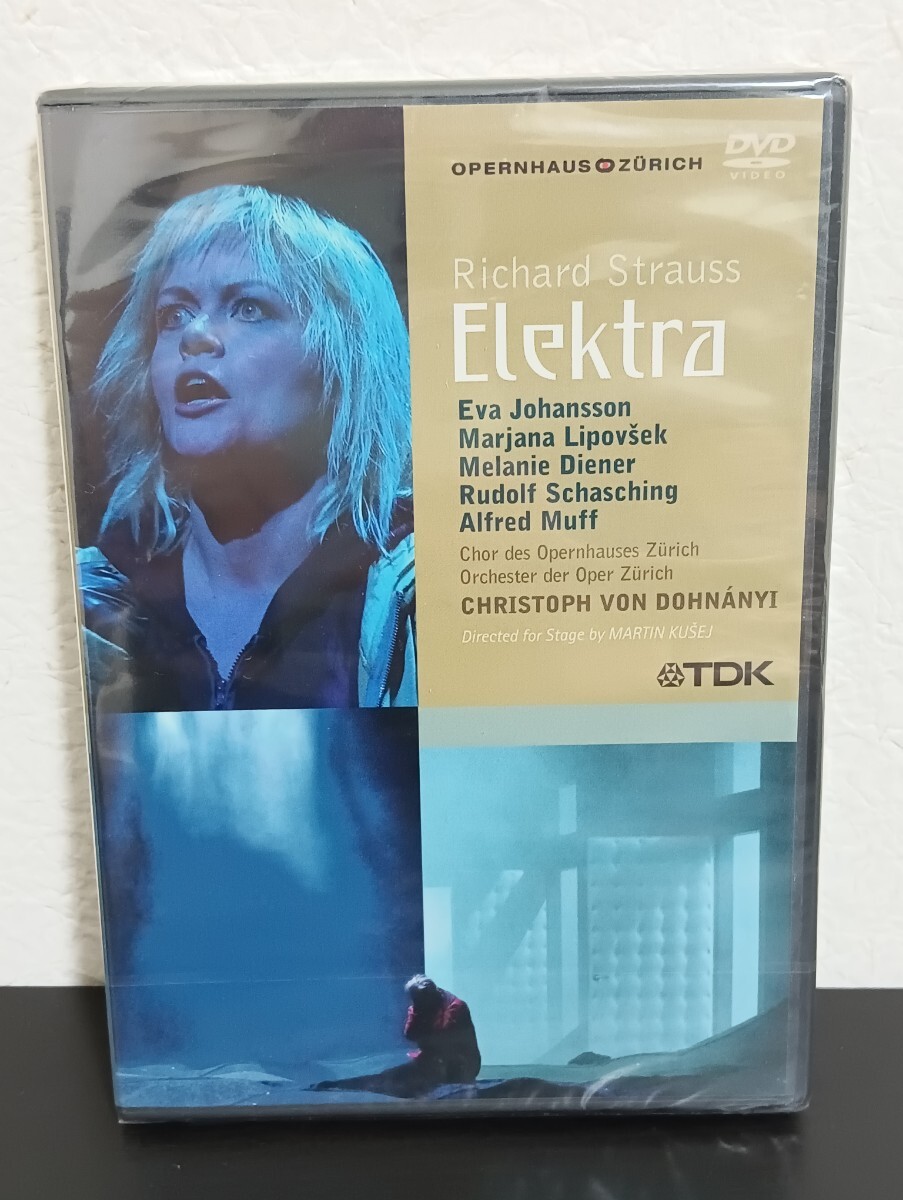 OPERNHAUS ZÜRICH
DVD
VIDEO
Richard Strauss
Elektra
Eva Johansson
Marjana Lipovšek
Melanie Diener
Rudolf Schasching
Alfred Muff
Chor des Opernhauses Zürich
Orchester der Oper Zürich
CHRISTOPH VON DOHNÁNYI
Directed for Stage by MARTIN KUŠEJ
TDK